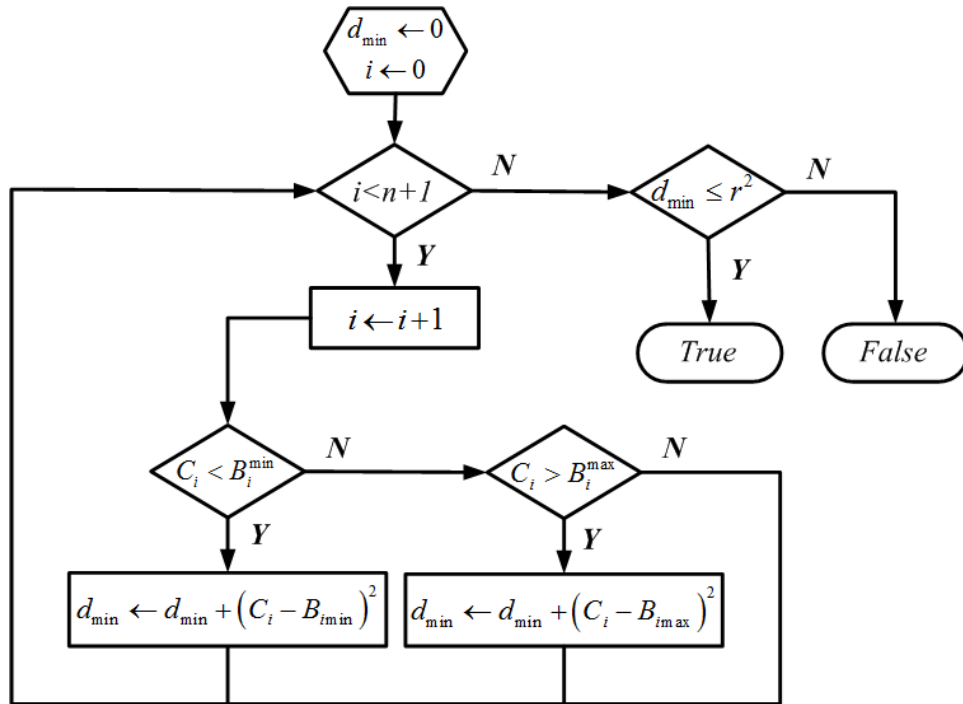 d_min ← 0
i ← 0
i<n+1
N
d_min ≤ r²
N
Y
Y
i ← i+1
True
False
C_i < B_i^min
N
C_i > B_i^max
N
Y
Y
d_min ← d_min + (C_i − B_imin)²
d_min ← d_min + (C_i − B_imax)²